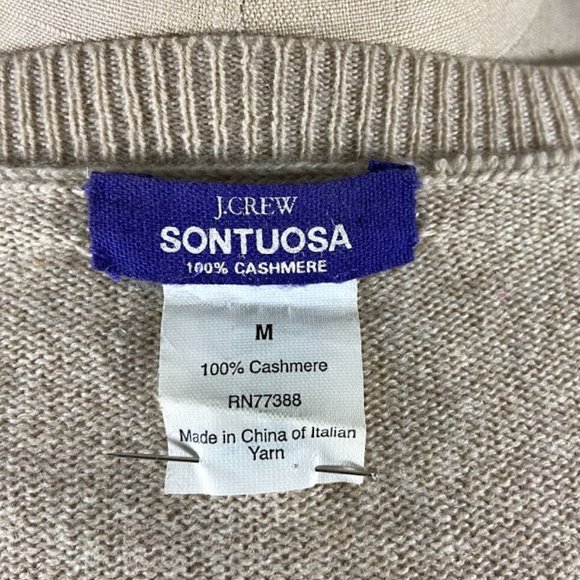 J.CREW
SONTUOSA
100% CASHMERE
M
100% Cashmere
RN77388
Made in China of Italian
Yarn